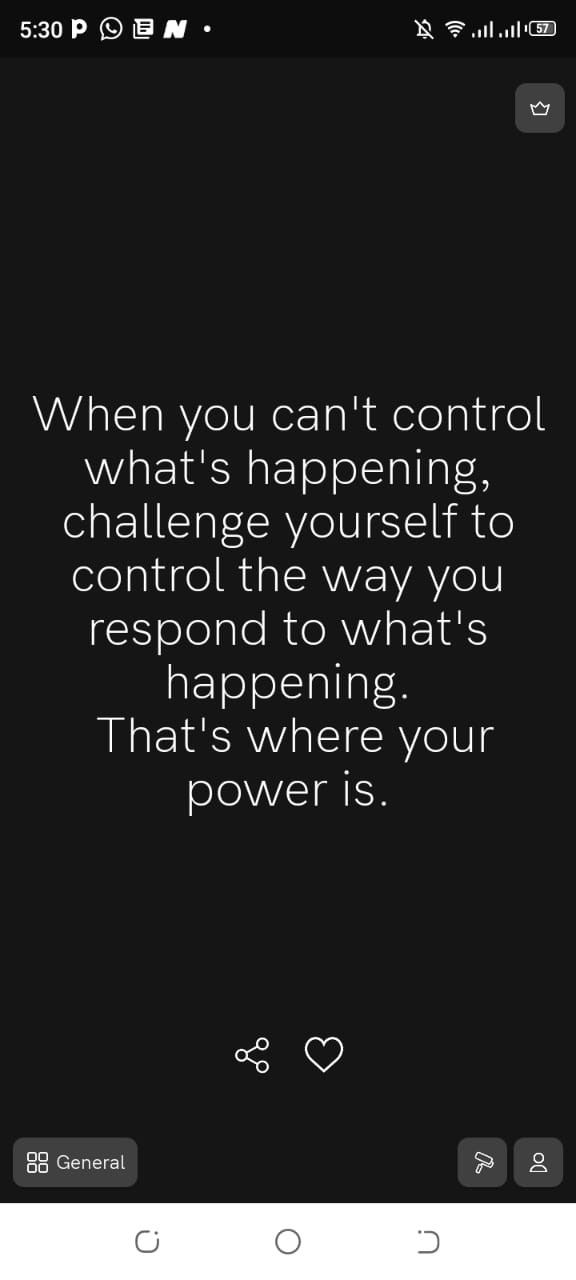 5:30
57
When you can't control
what's happening,
challenge yourself to
control the way you
respond to what's
happening.
That's where your
power is.
General